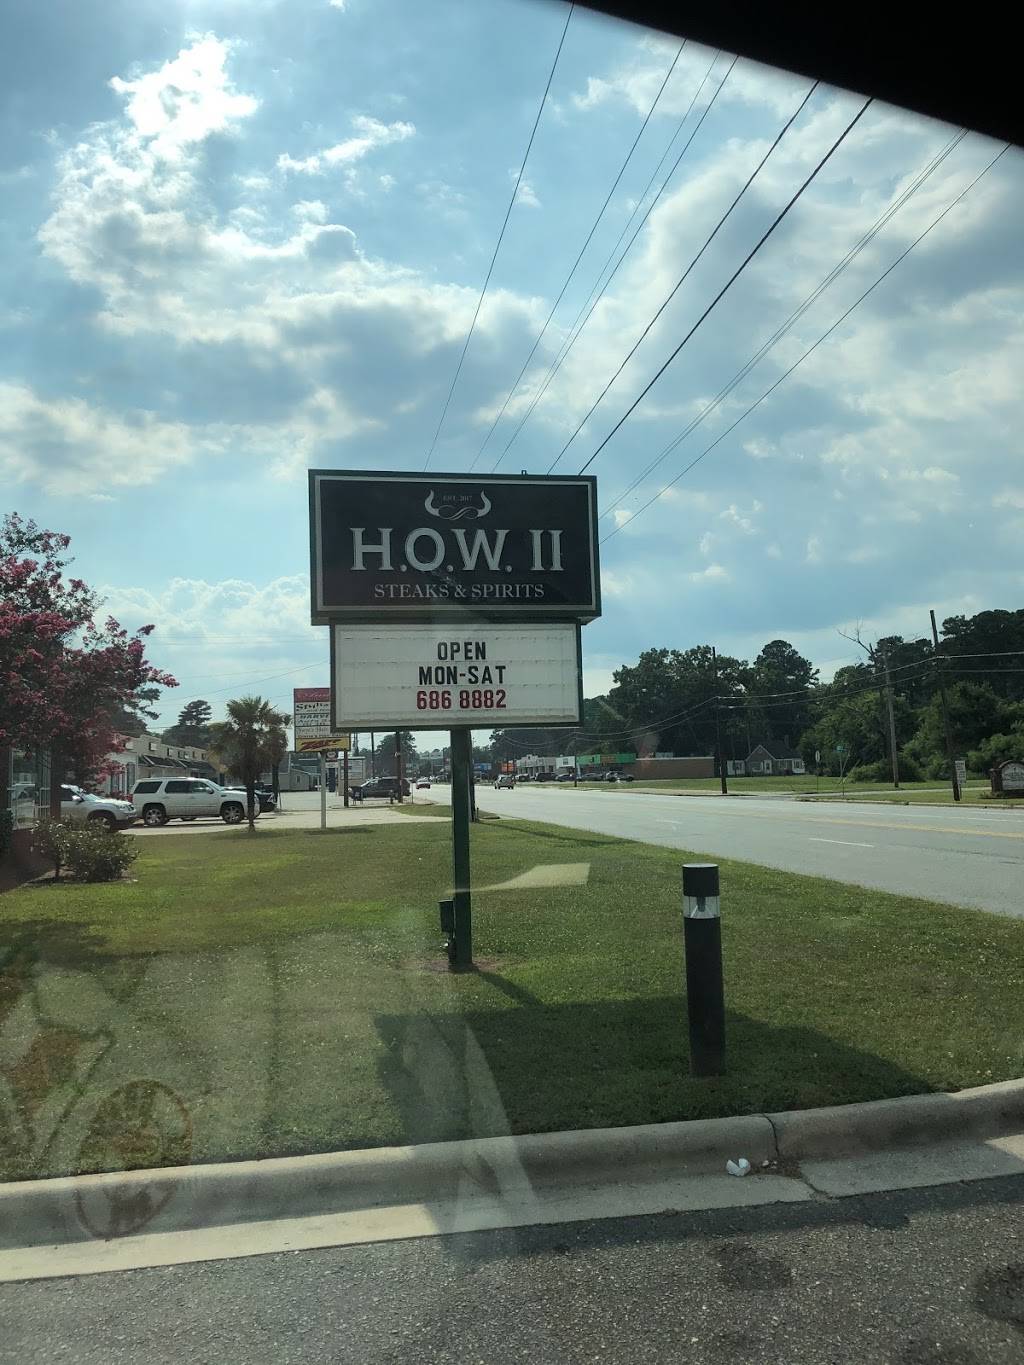 EST. 2017
H.O.W. II
STEAKS & SPIRITS
OPEN
MON-SAT
686 8882